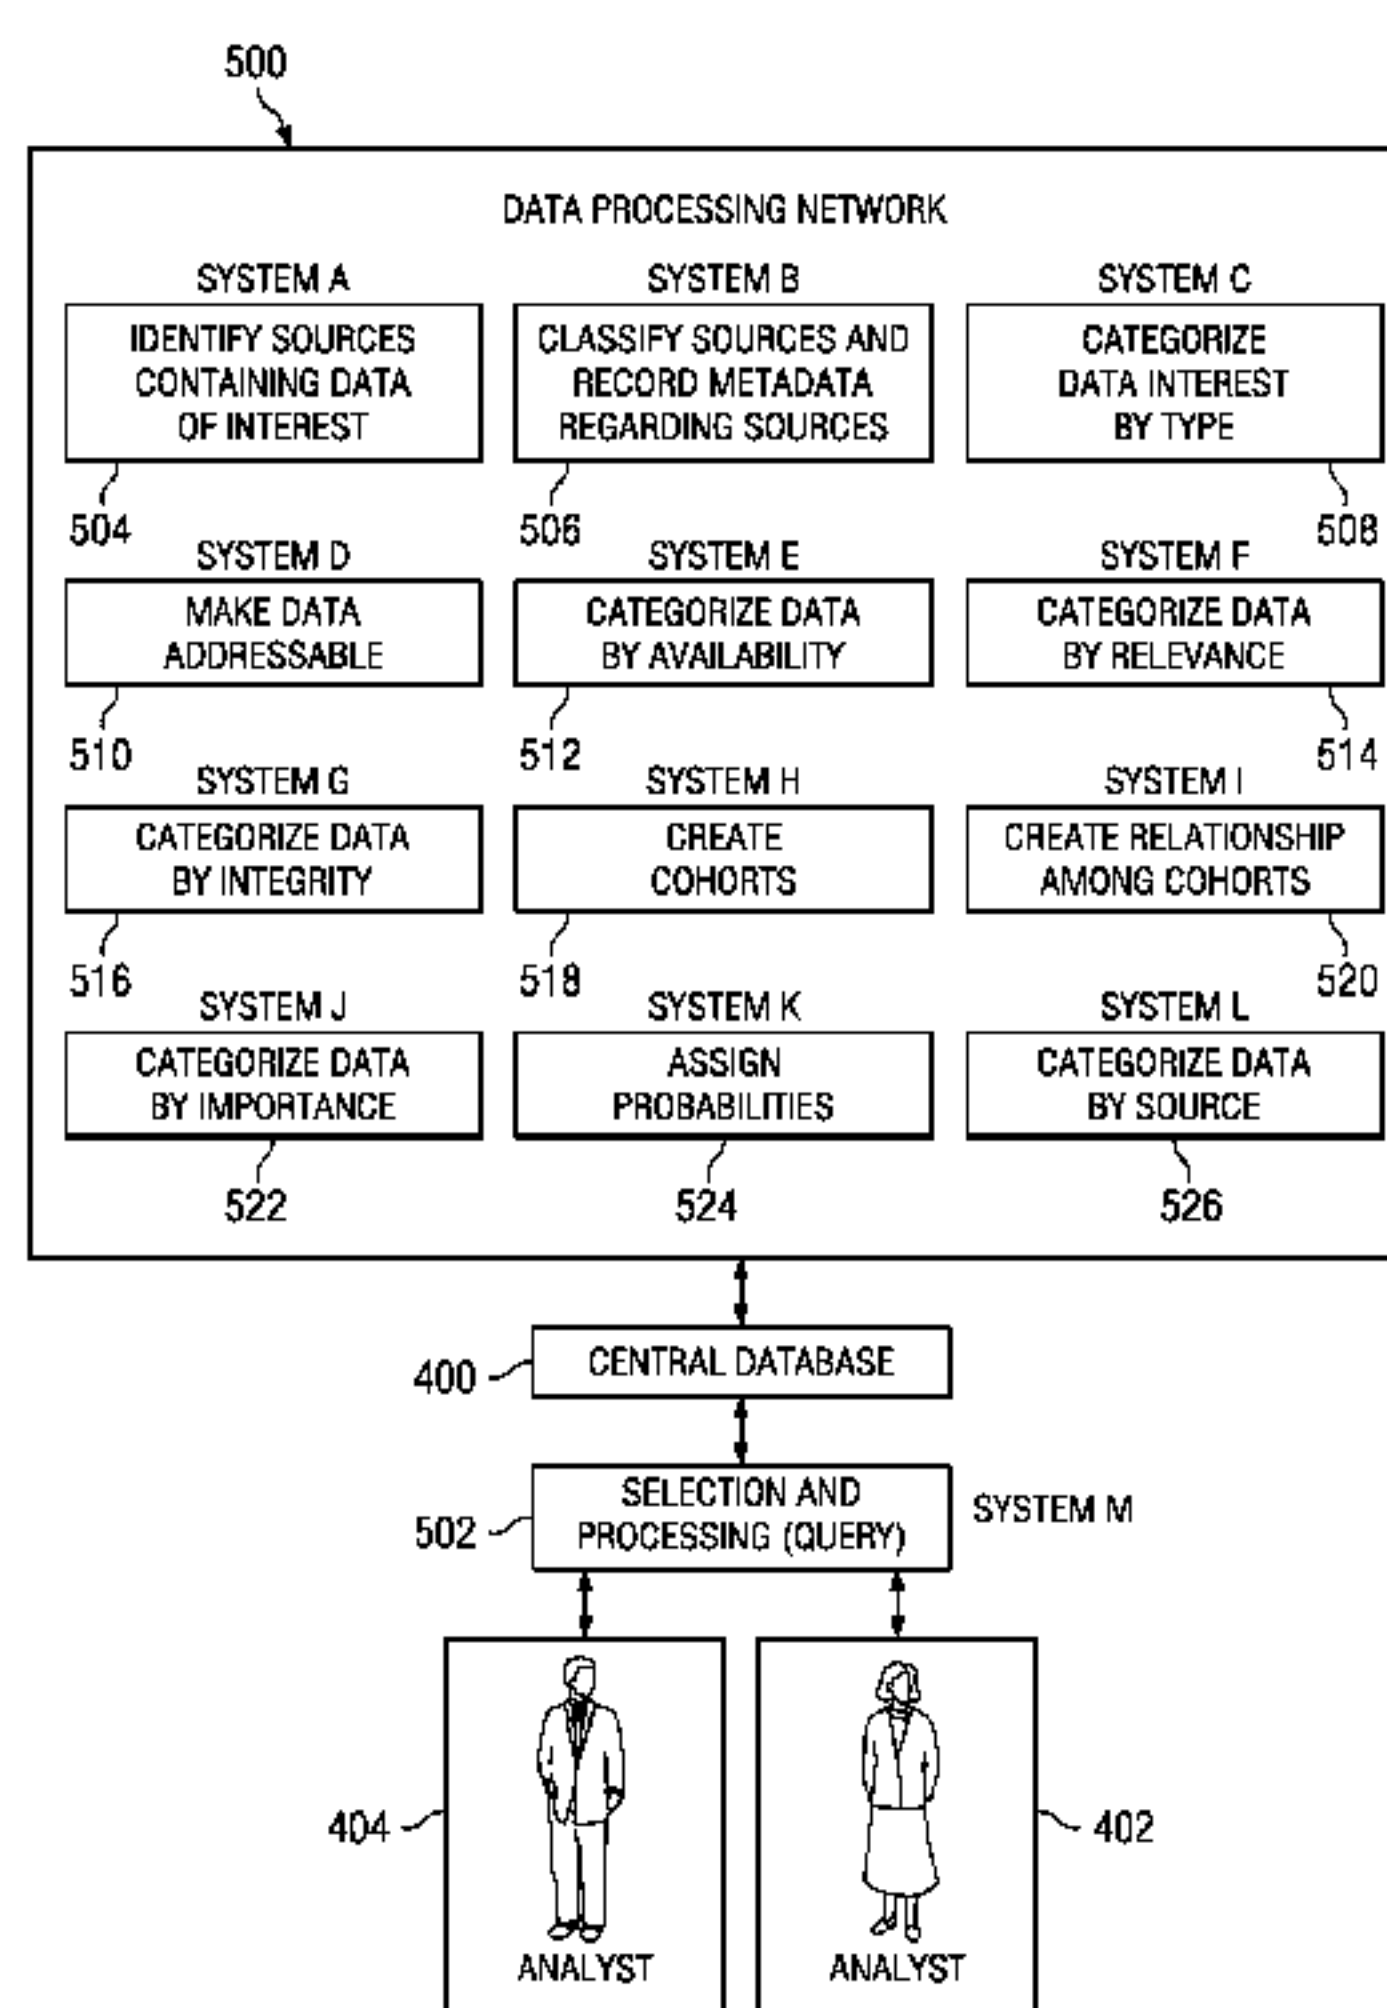 500
DATA PROCESSING NETWORK
SYSTEM A
IDENTIFY SOURCES
CONTAINING DATA
OF INTEREST
504
SYSTEM B
CLASSIFY SOURCES AND
RECORD METADATA
REGARDING SOURCES
506
SYSTEM C
CATEGORIZE
DATA INTEREST
BY TYPE
508
SYSTEM D
MAKE DATA
ADDRESSABLE
510
SYSTEM E
CATEGORIZE DATA
BY AVAILABILITY
512
SYSTEM F
CATEGORIZE DATA
BY RELEVANCE
514
SYSTEM G
CATEGORIZE DATA
BY INTEGRITY
516
SYSTEM H
CREATE
COHORTS
518
SYSTEM I
CREATE RELATIONSHIP
AMONG COHORTS
520
SYSTEM J
CATEGORIZE DATA
BY IMPORTANCE
522
SYSTEM K
ASSIGN
PROBABILITIES
524
SYSTEM L
CATEGORIZE DATA
BY SOURCE
526
400
CENTRAL DATABASE
502
SELECTION AND
PROCESSING (QUERY)
SYSTEM M
404
ANALYST
402
ANALYST